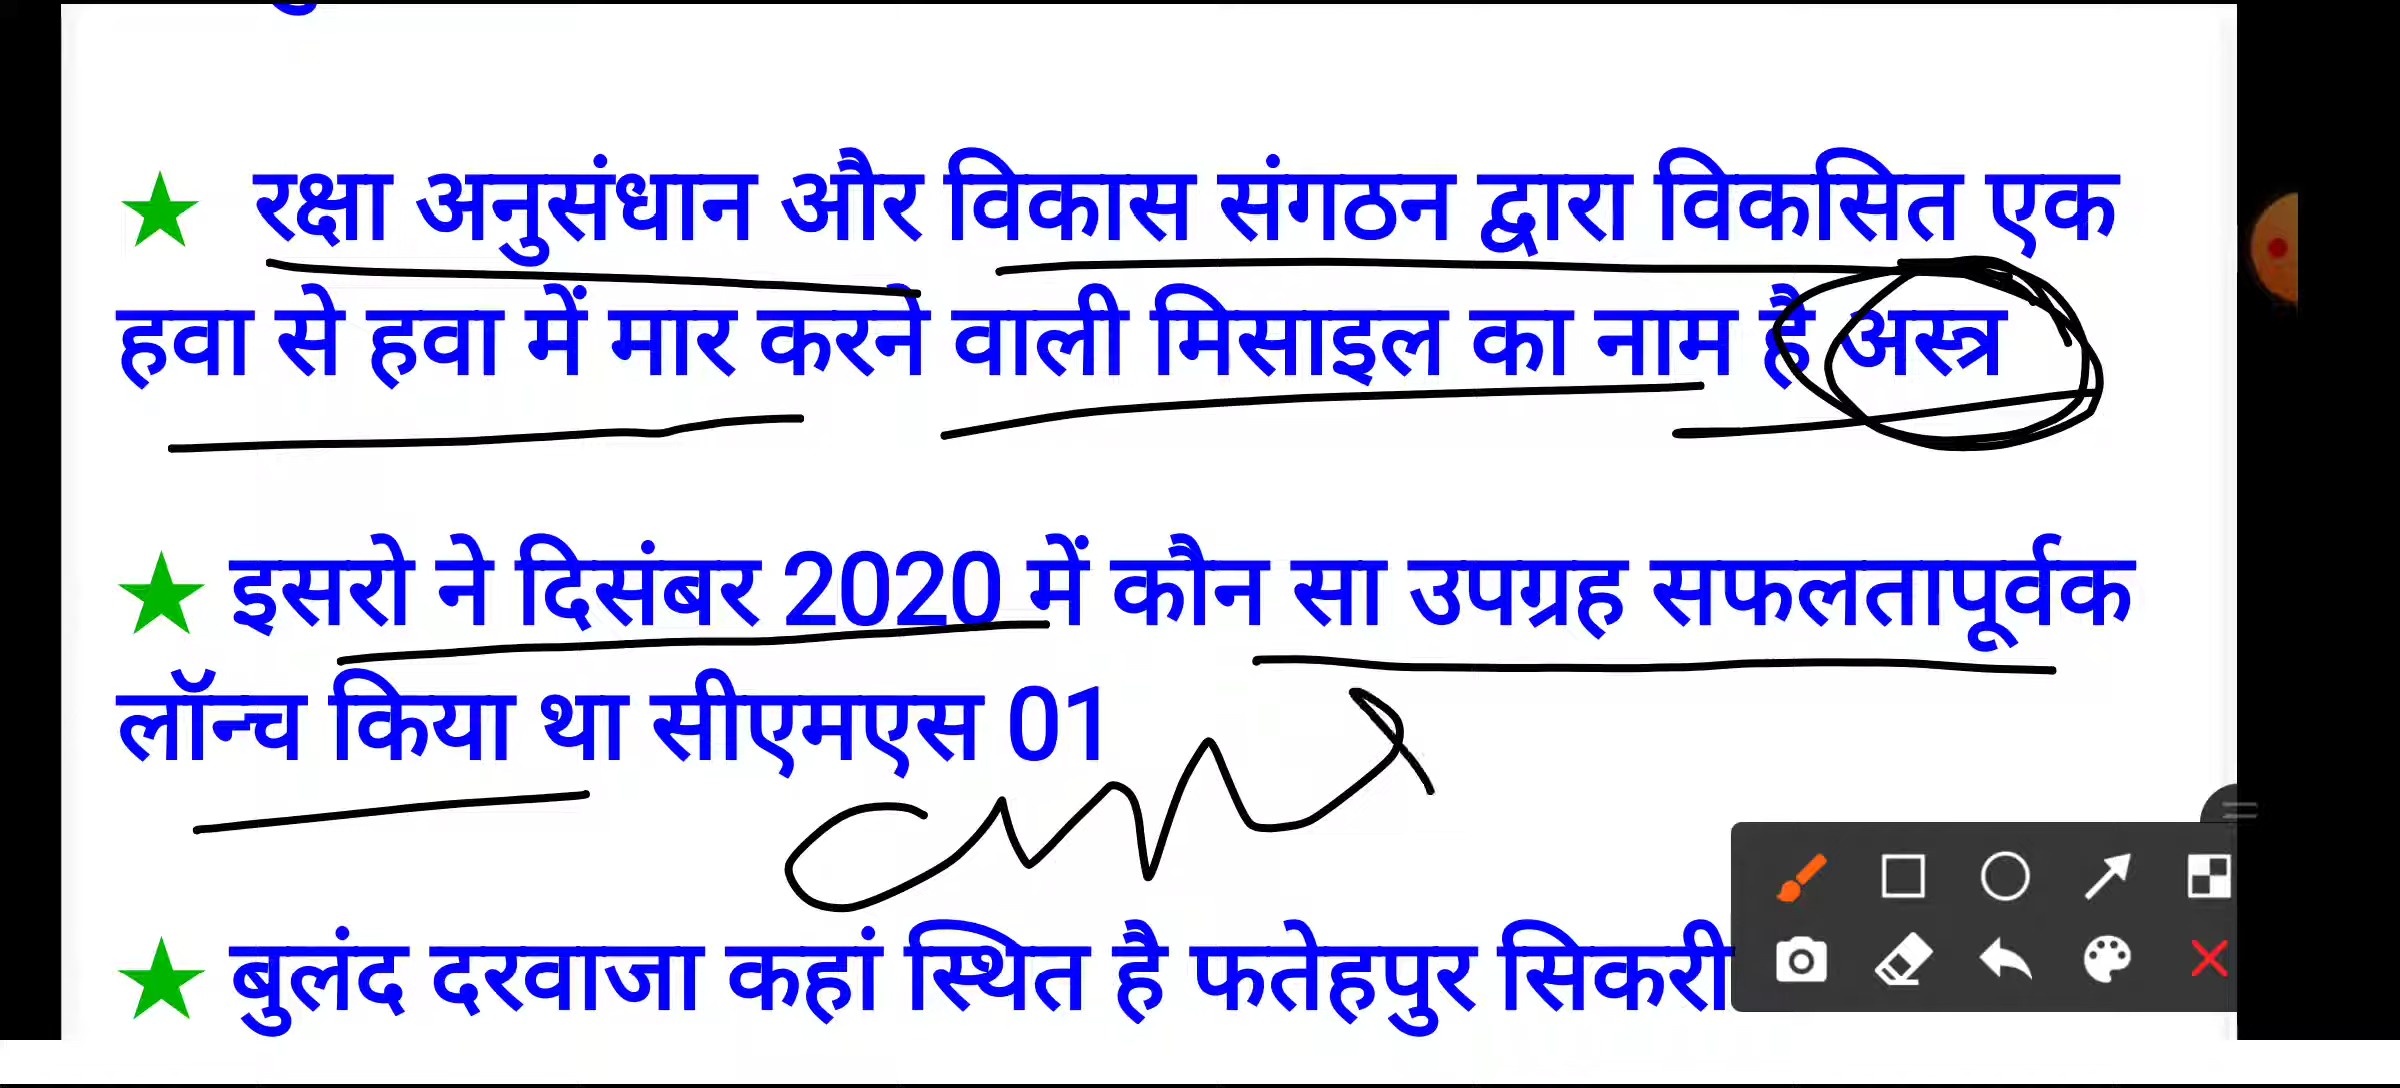 ★ रक्षा अनुसंधान और विकास संगठन द्वारा विकसित एक
हवा से हवा में मार करने वाली मिसाइल का नाम है अस्त्र
★ इसरो ने दिसंबर 2020 में कौन सा उपग्रह सफलतापूर्वक
लॉन्च किया था सीएमएस 01
★ बुलंद दरवाजा कहां स्थित है फतेहपुर सिकरी